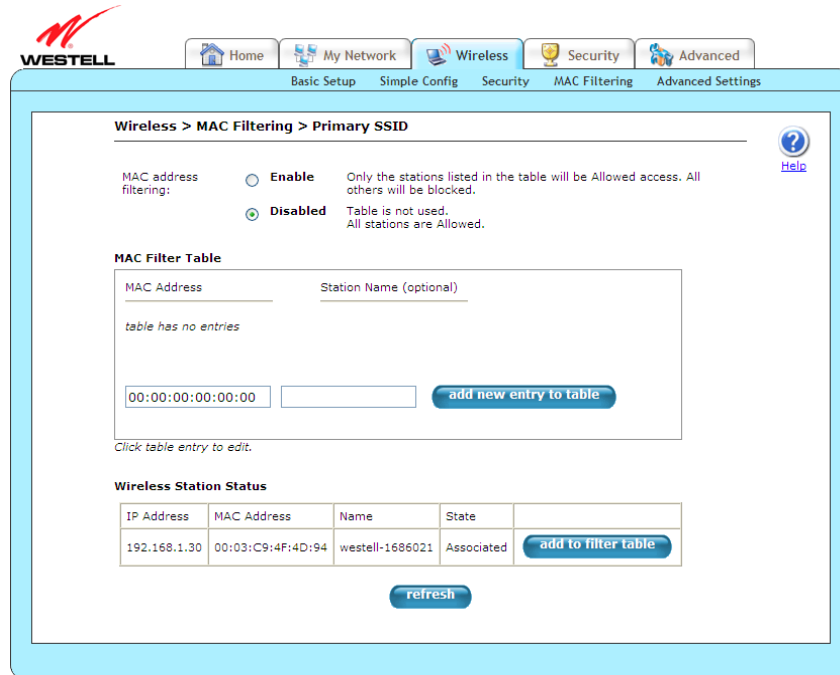 WESTELL
Home My Network Wireless Security Advanced
Basic Setup Simple Config Security MAC Filtering Advanced Settings
Wireless > MAC Filtering > Primary SSID
?
Help
MAC address filtering:
Enable
Only the stations listed in the table will be Allowed access. All
others will be blocked.
Disabled
Table is not used.
All stations are Allowed.
MAC Filter Table
MAC Address Station Name (optional)
table has no entries
00:00:00:00:00:00 add new entry to table
Click table entry to edit.
Wireless Station Status
IP Address MAC Address Name State
192.168.1.30 00:03:C9:4F:4D:94 westell-1686021 Associated add to filter table
refresh